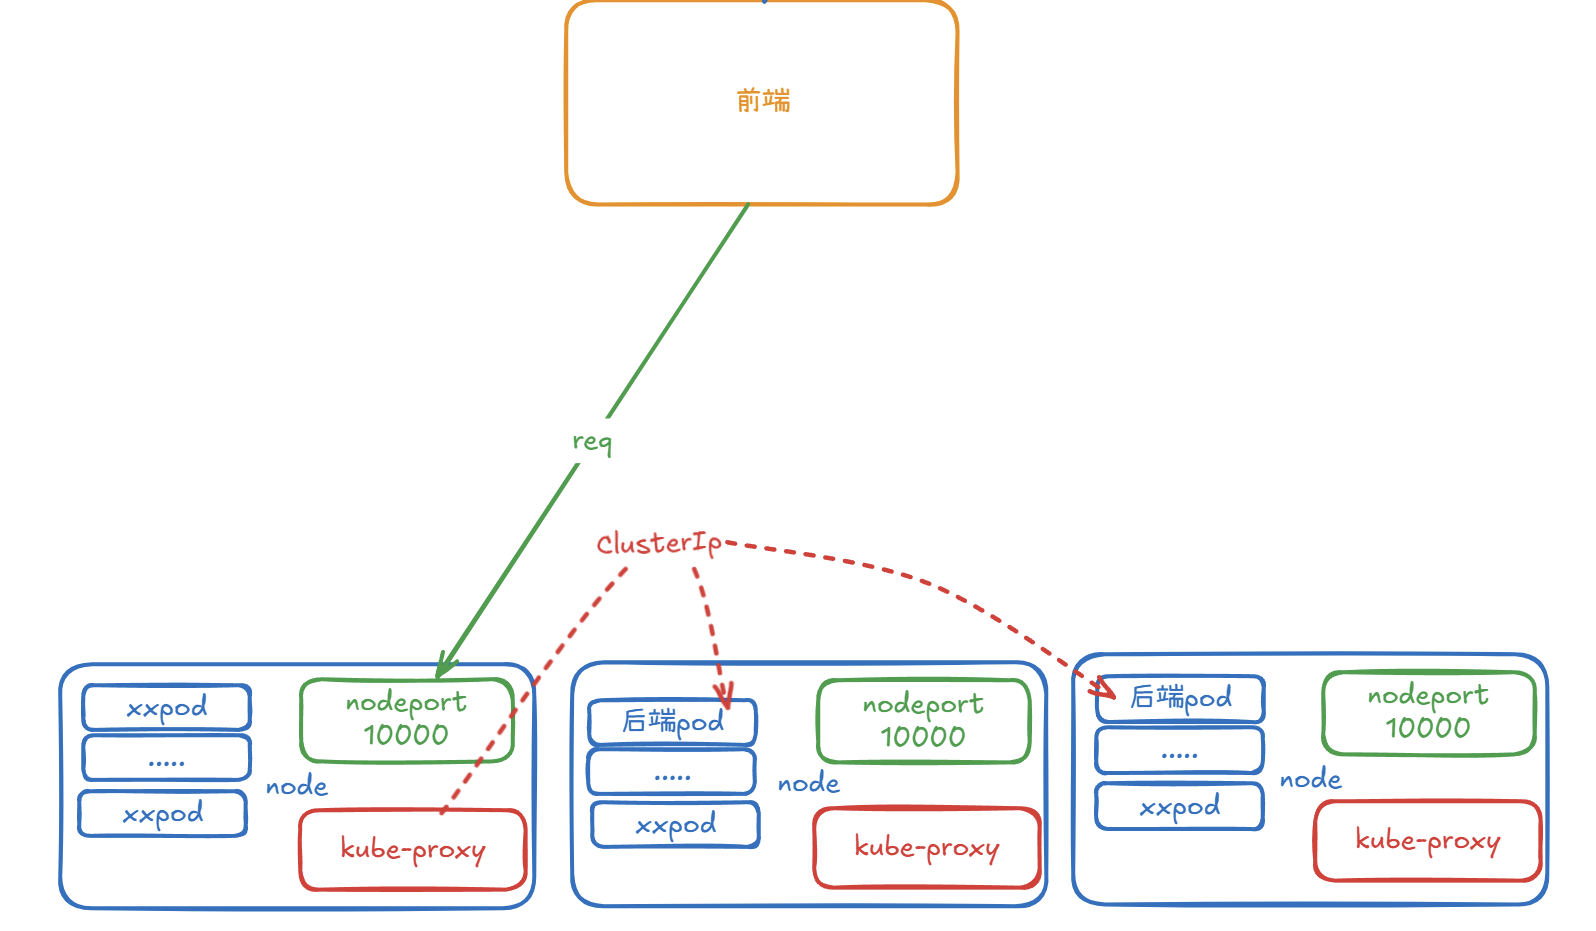 前端
req
ClusterIp
xxpod
.....
xxpod
node
nodeport
10000
kube-proxy
后端pod
.....
xxpod
node
nodeport
10000
kube-proxy
后端pod
.....
xxpod
node
nodeport
10000
kube-proxy